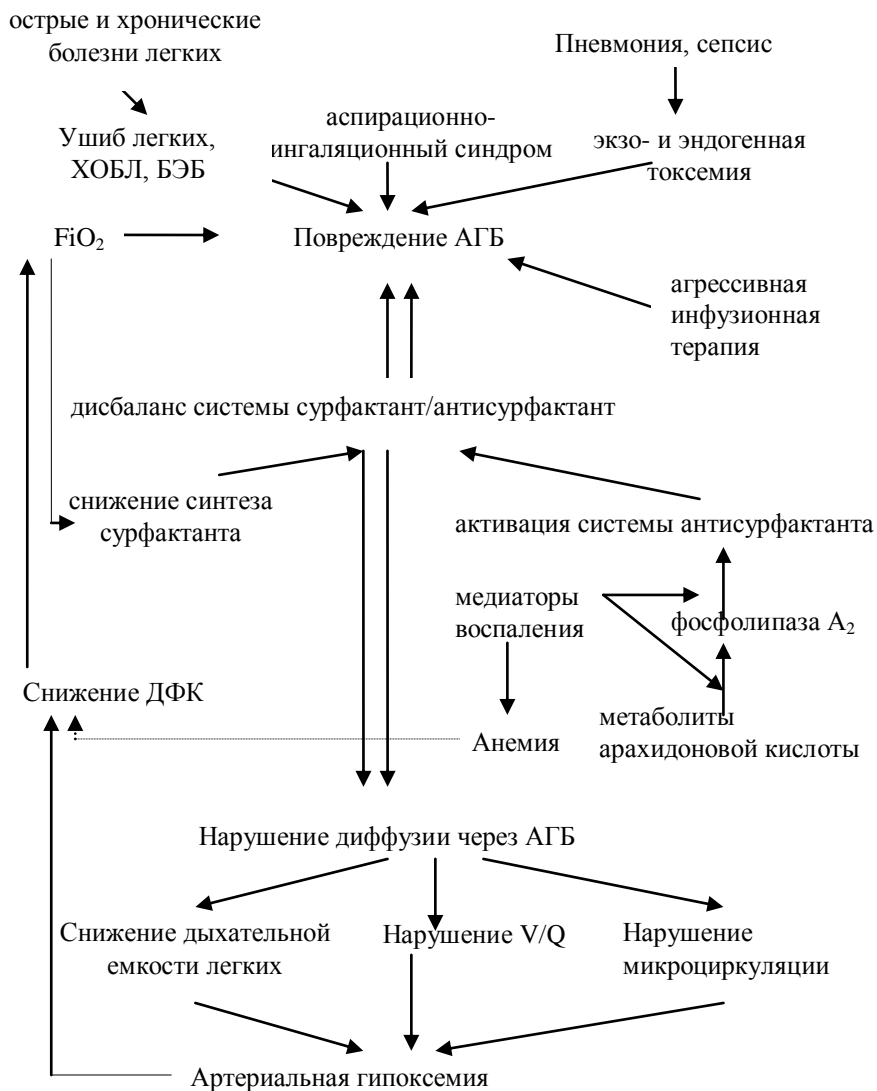 острые и хронические
болезни легких
Пневмония, сепсис
Ушиб легких,
ХОБЛ, БЭБ
аспирационно-
ингаляционный синдром
экзо- и эндогенная
токсемия
FiO₂
Повреждение АГБ
агрессивная
инфузионная
терапия
дисбаланс системы сурфактант/антисурфактант
снижение синтеза
сурфактанта
активация системы антисурфактанта
медиаторы
воспаления
фосфолипаза А₂
Снижение ДФК
метаболиты
арахидоновой кислоты
Анемия
Нарушение диффузии через АГБ
Снижение дыхательной
емкости легких
Нарушение V/Q
Нарушение
микроциркуляции
Артериальная гипоксемия